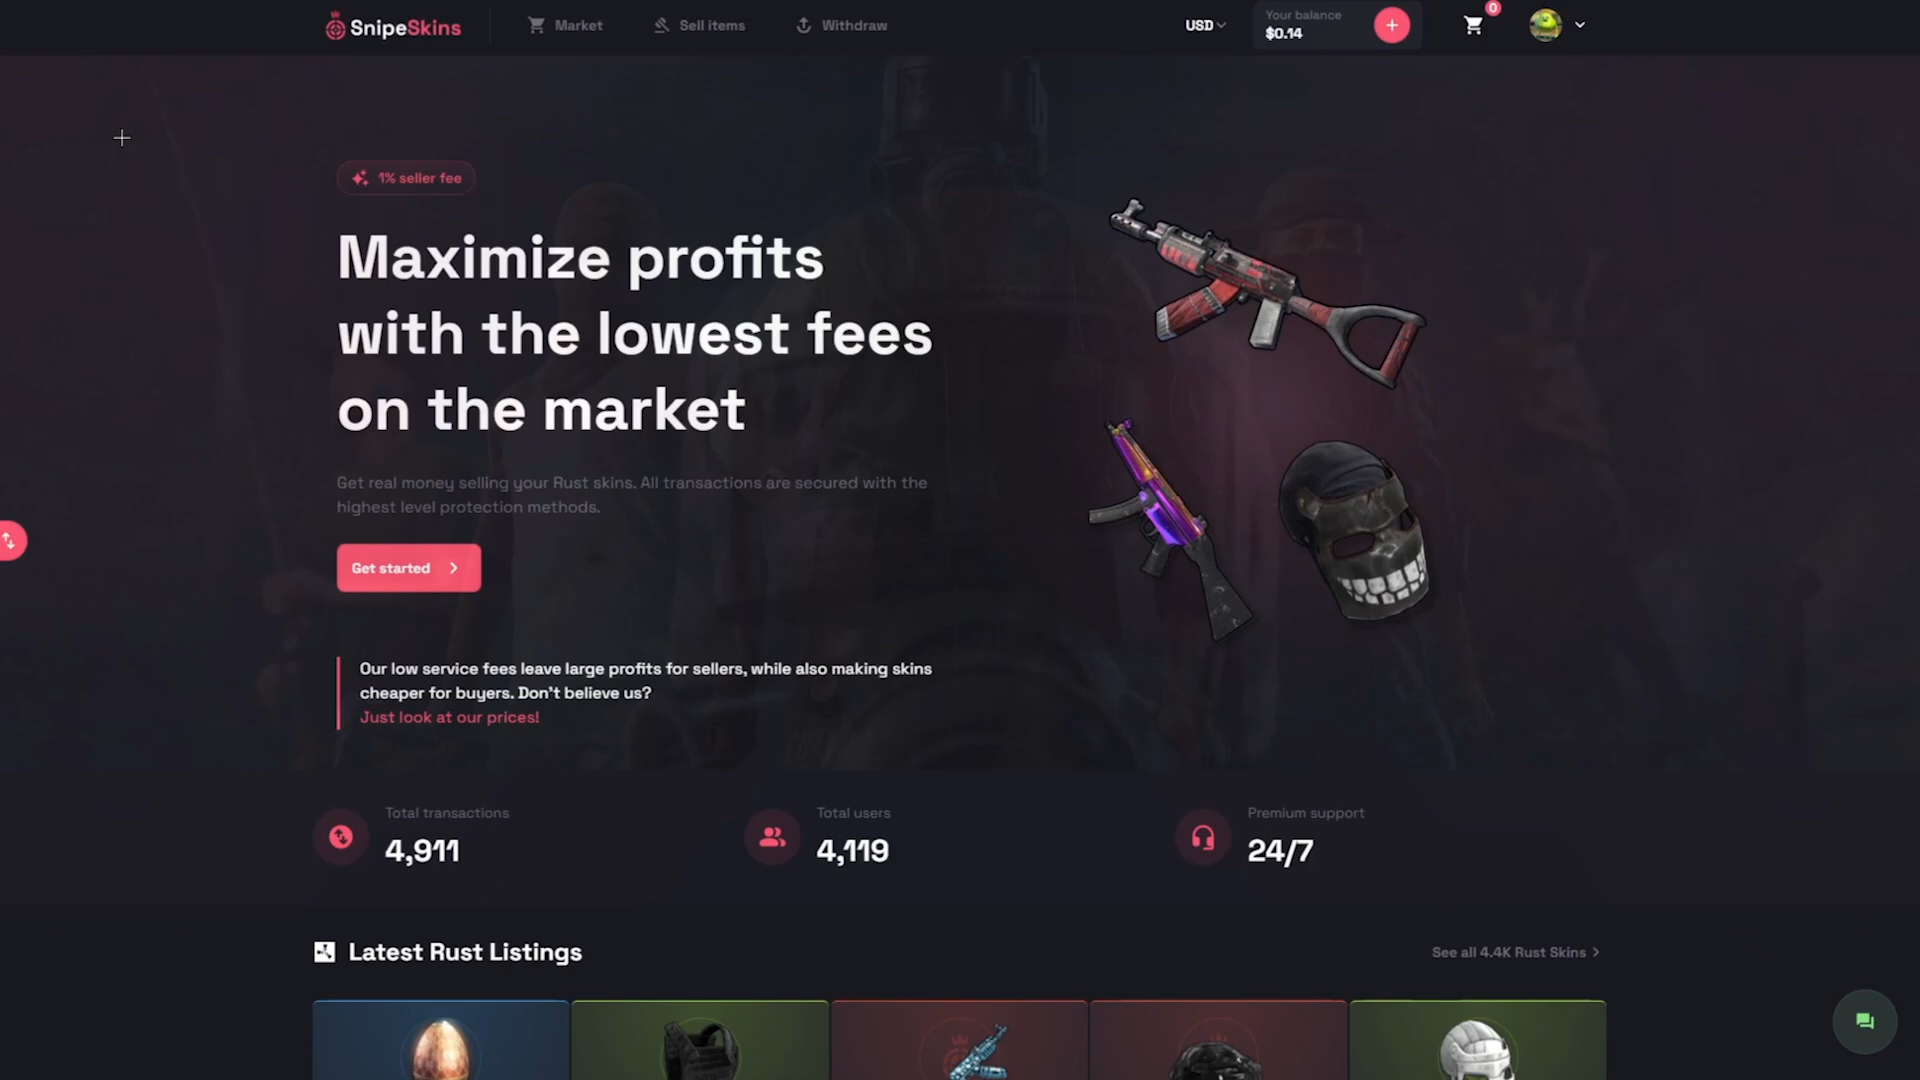 SnipeSkins
Market
Sell items
Withdraw
USD
Your balance
$0.14
0
1% seller fee
Maximize profits
with the lowest fees
on the market
Get real money selling your Rust skins. All transactions are secured with the
highest level protection methods.
Get started
Our low service fees leave large profits for sellers, while also making skins
cheaper for buyers. Don't believe us?
Just look at our prices!
Total transactions
4,911
Total users
4,119
Premium support
24/7
Latest Rust Listings
See all 4.4K Rust Skins